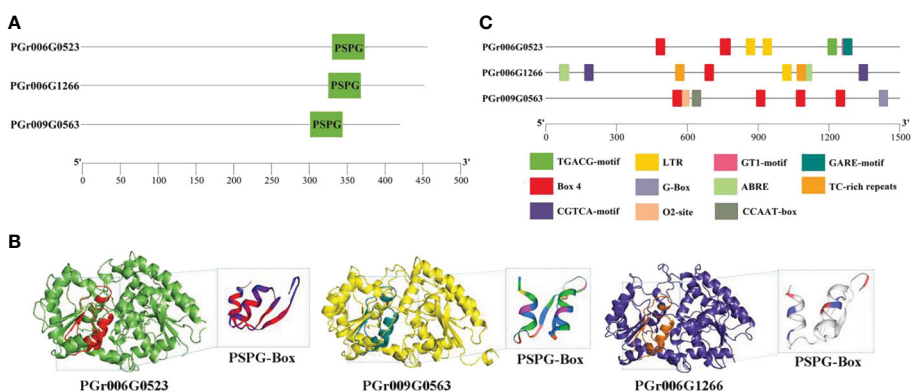 A
PGr006G0523
PSPG
PGr006G1266
PSPG
PGr009G0563
PSPG
5' 3'
0 50 100 150 200 250 300 350 400 450 500
C
PGr006G0523
PGr006G1266
PGr009G0563
5' 3'
0 300 600 900 1200 1500
TGACG-motif LTR GT1-motif GARE-motif
Box 4 G-Box ABRE TC-rich repeats
CGTCA-motif O2-site CCAAT-box
B
PSPG-Box PSPG-Box PSPG-Box
PGr006G0523 PGr009G0563 PGr006G1266